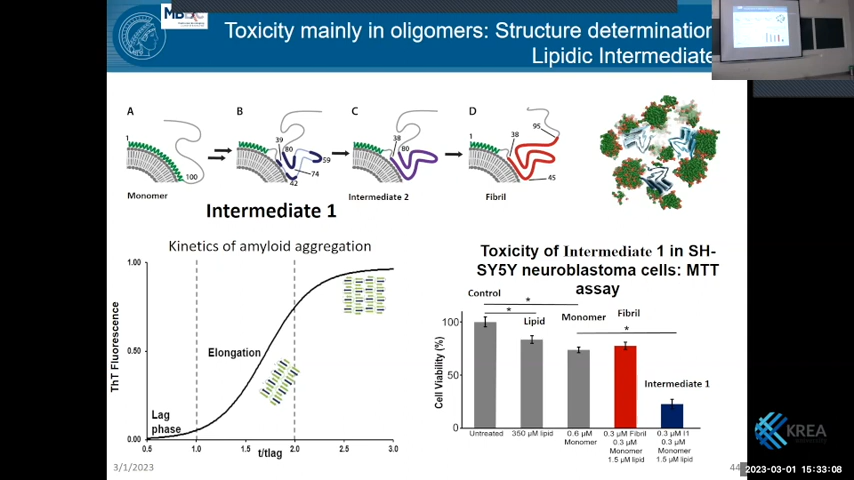 Toxicity mainly in oligomers: Structure determination
Lipidic Intermediate
A
B
C
D
1
100
39
80
59
74
42
38
80
1
38
95
45
Monomer
Intermediate 1
Intermediate 2
Fibril
Kinetics of amyloid aggregation
1.00
0.50
0.00
ThT Fluorescence
Elongation
Lag
phase
0.5
1.0
1.5
2.0
2.5
3.0
t/tlag
Toxicity of Intermediate 1 in SH-
SY5Y neuroblastoma cells: MTT
assay
Control
*
*
*
Lipid
Monomer
Fibril
Intermediate 1
100
50
0
Cell Viability (%)
Untreated
350 µM lipid
0.6 µM
Monomer
0.3 µM Fibril
0.3 µM
Monomer
1.5 µM lipid
0.3 µM I1
0.3 µM
Monomer
1.5 µM lipid
3/1/2023
44
KREA
2023-03-01 15:33:08